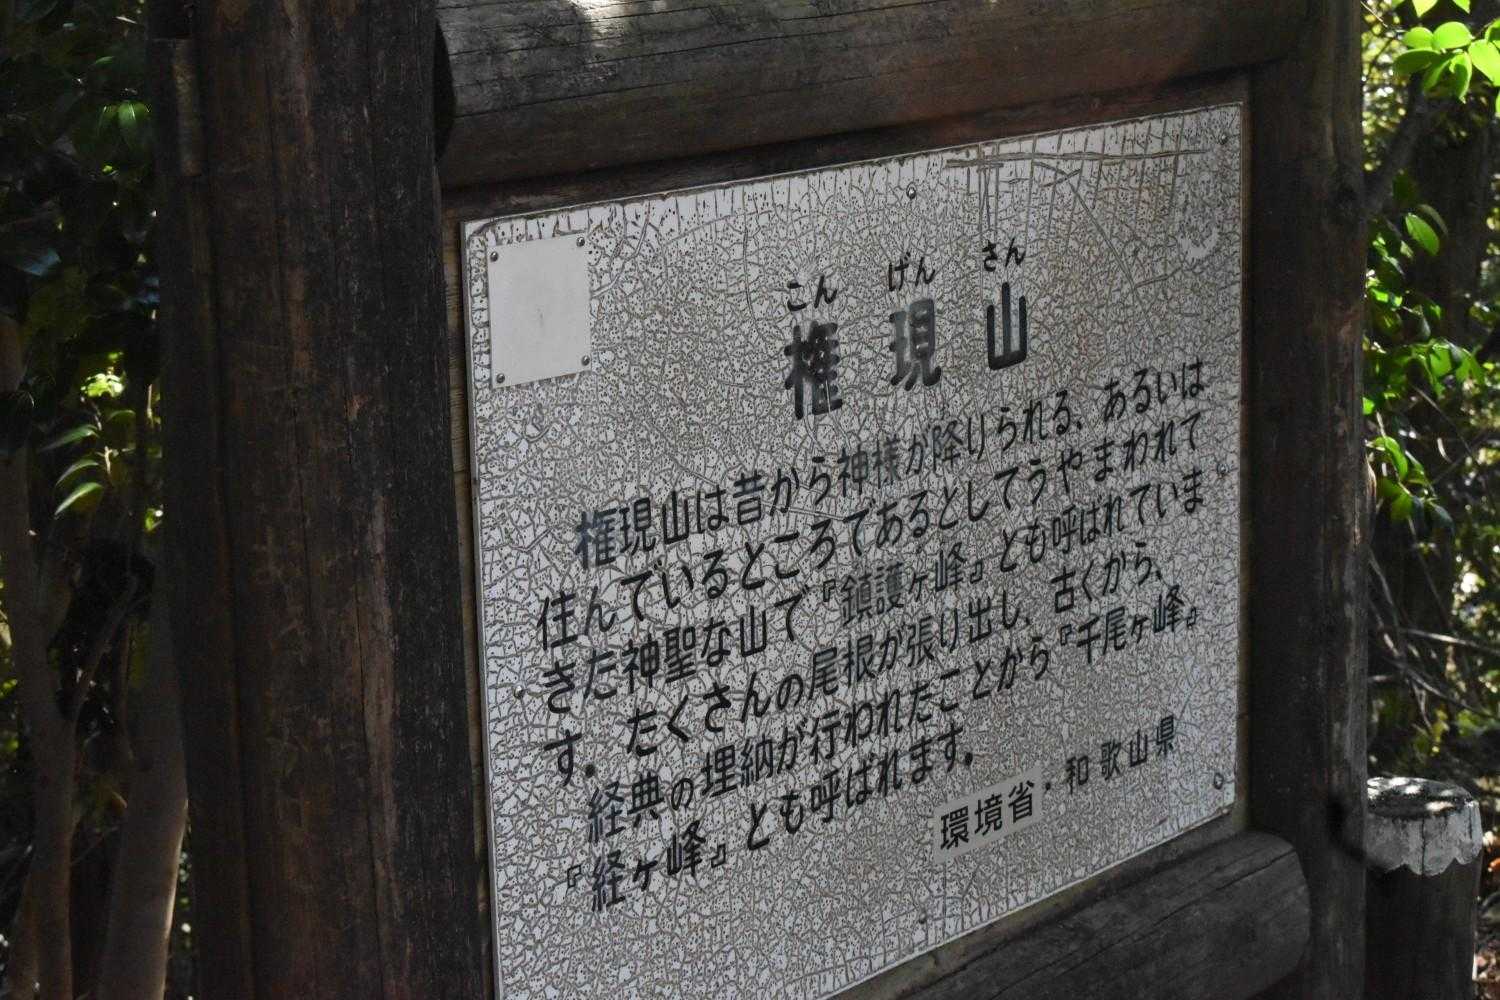 こんげんさん
権現山
権現山は昔から神様が降りられる、あるいは
住んでいるところであるとしてうやまわれて
きた神聖な山で『鎮護ヶ峰』とも呼ばれていま
す。たくさんの尾根が張り出し、古くから、
経典の埋納が行われたことから『千尾ヶ峰』
『経ヶ峰』とも呼ばれます。
環境省・和歌山県